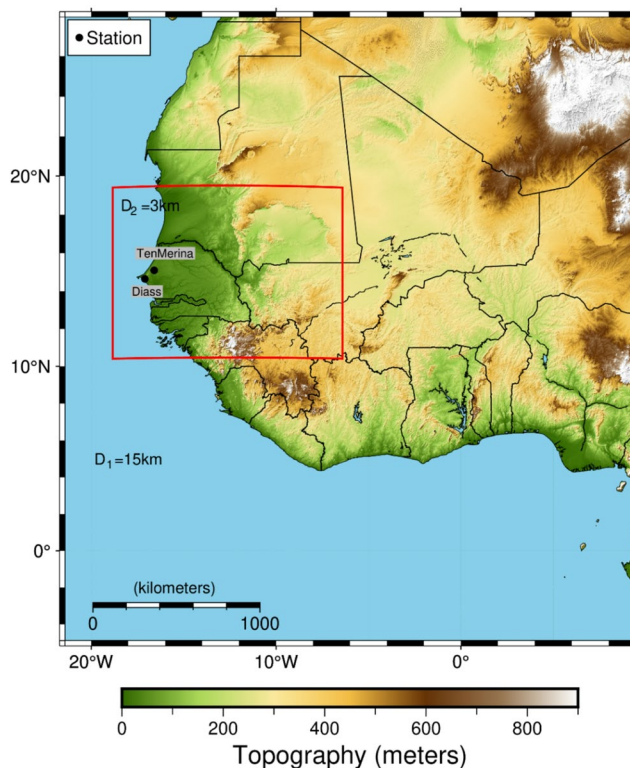 Station
20°N
D2 =3km
TenMerina
Diass
10°N
D1=15km
0°
(kilometers)
0 1000
20°W 10°W 0°
0 200 400 600 800
Topography (meters)